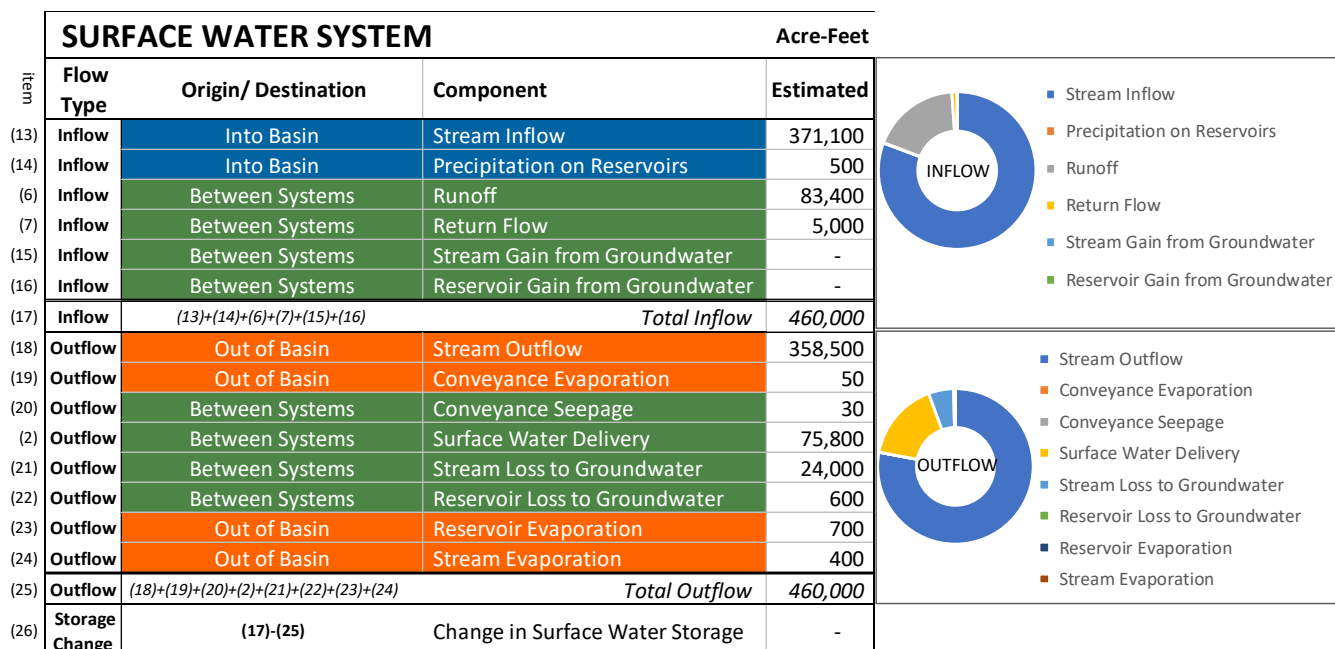 SURFACE WATER SYSTEM Acre-Feet
item Flow Type Origin/ Destination Component Estimated
(13) Inflow Into Basin Stream Inflow 371,100
(14) Inflow Into Basin Precipitation on Reservoirs 500
(6) Inflow Between Systems Runoff 83,400
(7) Inflow Between Systems Return Flow 5,000
(15) Inflow Between Systems Stream Gain from Groundwater -
(16) Inflow Between Systems Reservoir Gain from Groundwater -
(17) Inflow (13)+(14)+(6)+(7)+(15)+(16) Total Inflow 460,000
(18) Outflow Out of Basin Stream Outflow 358,500
(19) Outflow Out of Basin Conveyance Evaporation 50
(20) Outflow Between Systems Conveyance Seepage 30
(2) Outflow Between Systems Surface Water Delivery 75,800
(21) Outflow Between Systems Stream Loss to Groundwater 24,000
(22) Outflow Between Systems Reservoir Loss to Groundwater 600
(23) Outflow Out of Basin Reservoir Evaporation 700
(24) Outflow Out of Basin Stream Evaporation 400
(25) Outflow (18)+(19)+(20)+(2)+(21)+(22)+(23)+(24) Total Outflow 460,000
(26) Storage Change (17)-(25) Change in Surface Water Storage -
INFLOW
Stream Inflow
Precipitation on Reservoirs
Runoff
Return Flow
Stream Gain from Groundwater
Reservoir Gain from Groundwater
OUTFLOW
Stream Outflow
Conveyance Evaporation
Conveyance Seepage
Surface Water Delivery
Stream Loss to Groundwater
Reservoir Loss to Groundwater
Reservoir Evaporation
Stream Evaporation